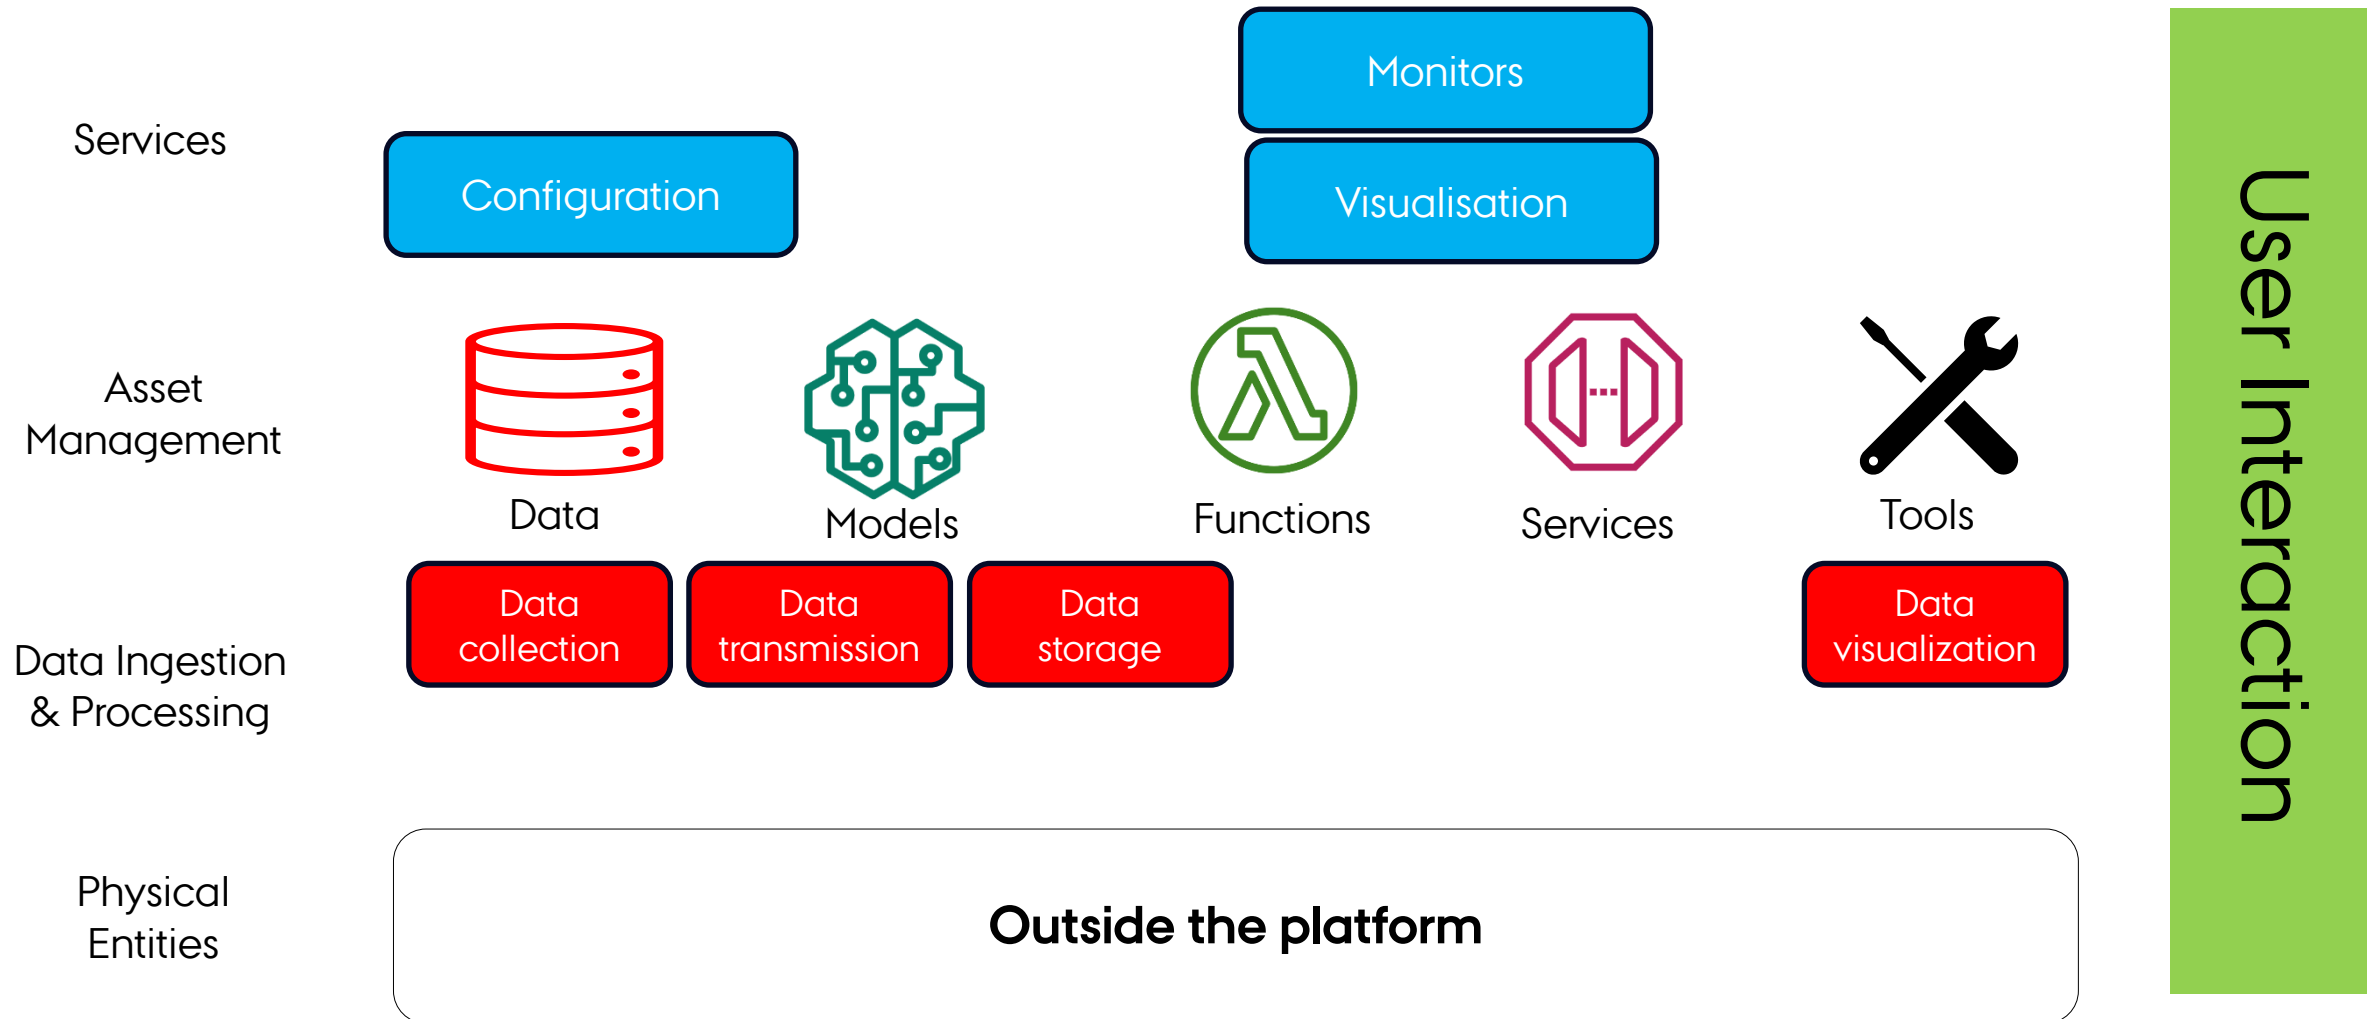 Services
Configuration
Monitors
Visualisation
Asset
Management
Data
Models
Functions
Services
Tools
Data Ingestion
& Processing
Data
collection
Data
transmission
Data
storage
Data
visualization
Physical
Entities
Outside the platform
User Interaction